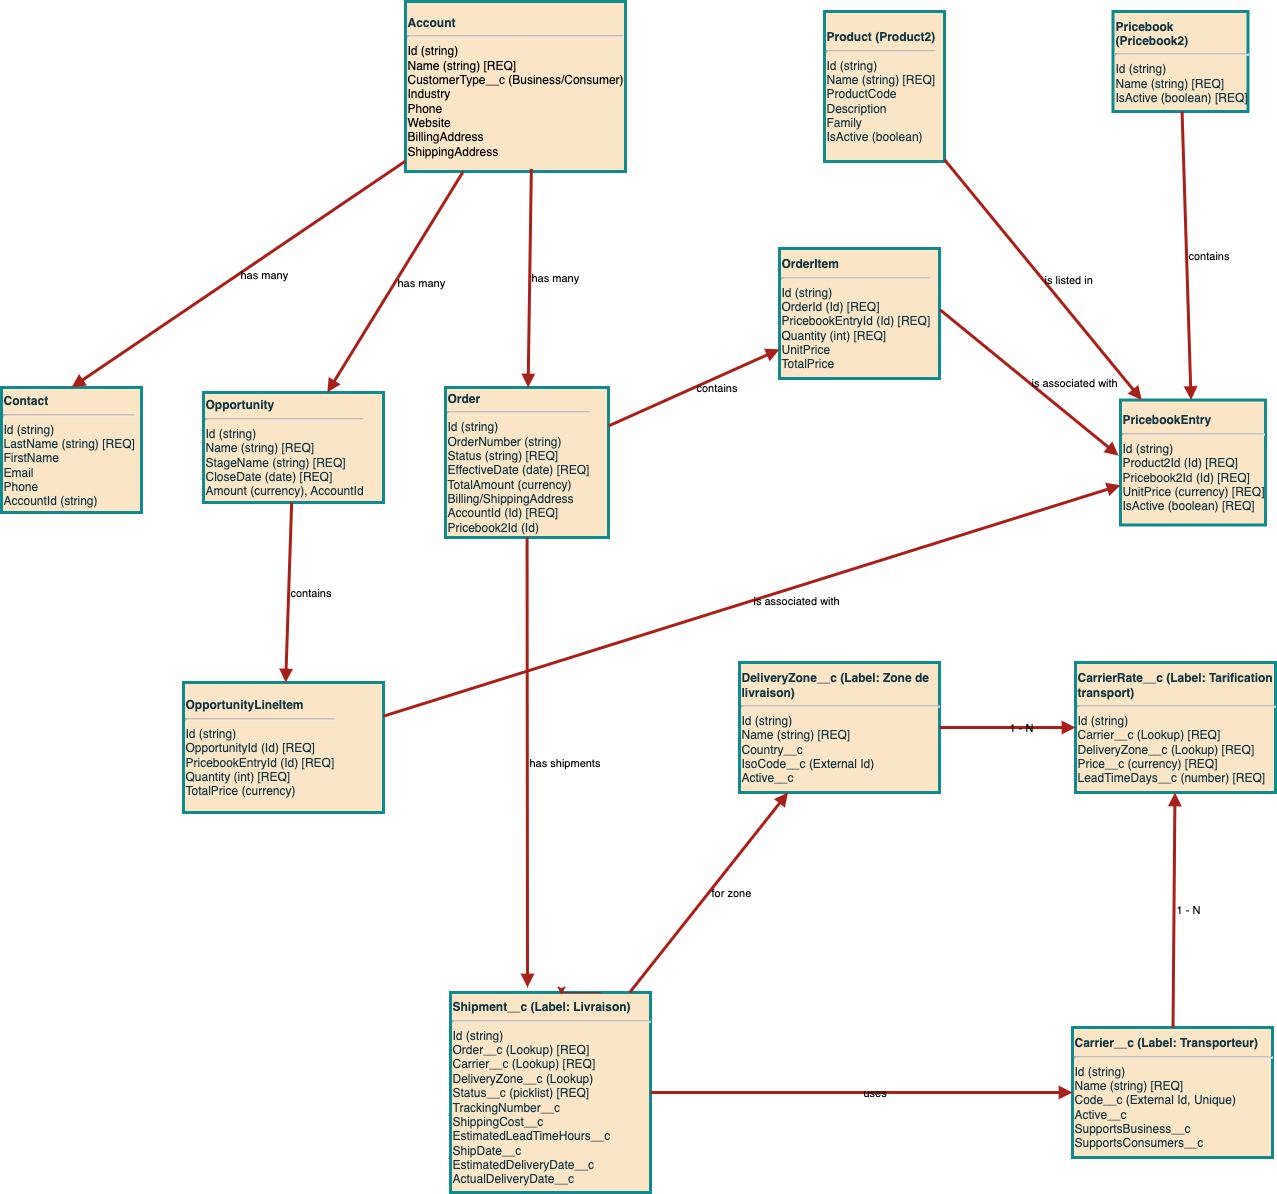 Account
Id (string)
Name (string) [REQ]
CustomerType__c (Business/Consumer)
Industry
Phone
Website
BillingAddress
ShippingAddress
Product (Product2)
Id (string)
Name (string) [REQ]
ProductCode
Description
Family
IsActive (boolean)
Pricebook
(Pricebook2)
Id (string)
Name (string) [REQ]
IsActive (boolean) [REQ]
has many
has many
has many
is listed in
contains
OrderItem
Id (string)
OrderId (Id) [REQ]
PricebookEntryId (Id) [REQ]
Quantity (int) [REQ]
UnitPrice
TotalPrice
contains
is associated with
Contact
Id (string)
LastName (string) [REQ]
FirstName
Email
Phone
AccountId (string)
Opportunity
Id (string)
Name (string) [REQ]
StageName (string) [REQ]
CloseDate (date) [REQ]
Amount (currency), AccountId
Order
Id (string)
OrderNumber (string)
Status (string) [REQ]
EffectiveDate (date) [REQ]
TotalAmount (currency)
Billing/ShippingAddress
AccountId (Id) [REQ]
Pricebook2Id (Id)
PricebookEntry
Id (string)
Product2Id (Id) [REQ]
Pricebook2Id (Id) [REQ]
UnitPrice (currency) [REQ]
IsActive (boolean) [REQ]
contains
is associated with
OpportunityLineItem
Id (string)
OpportunityId (Id) [REQ]
PricebookEntryId (Id) [REQ]
Quantity (int) [REQ]
TotalPrice (currency)
has shipments
DeliveryZone__c (Label: Zone de
livraison)
Id (string)
Name (string) [REQ]
Country__c
IsoCode__c (External Id)
Active__c
1 - N
CarrierRate__c (Label: Tarification
transport)
Id (string)
Carrier__c (Lookup) [REQ]
DeliveryZone__c (Lookup) [REQ]
Price__c (currency) [REQ]
LeadTimeDays__c (number) [REQ]
for zone
1 - N
Shipment__c (Label: Livraison)
Id (string)
Order__c (Lookup) [REQ]
Carrier__c (Lookup) [REQ]
DeliveryZone__c (Lookup)
Status__c (picklist) [REQ]
TrackingNumber__c
ShippingCost__c
EstimatedLeadTimeHours__c
ShipDate__c
EstimatedDeliveryDate__c
ActualDeliveryDate__c
uses
Carrier__c (Label: Transporteur)
Id (string)
Name (string) [REQ]
Code__c (External Id, Unique)
Active__c
SupportsBusiness__c
SupportsConsumers__c